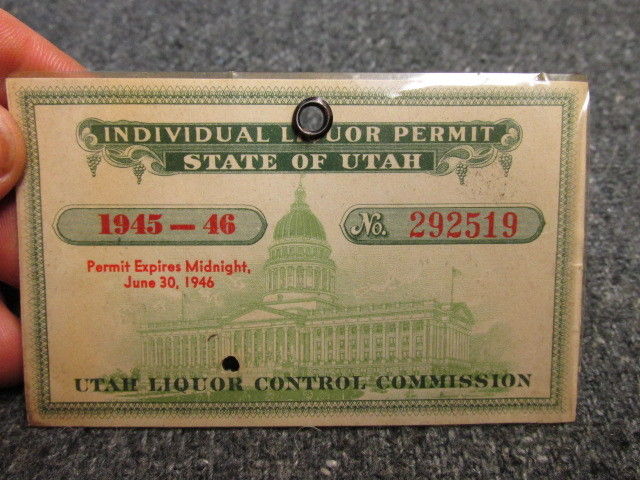 INDIVIDUAL LIQUOR PERMIT
STATE OF UTAH
1945 — 46
No. 292519
Permit Expires Midnight,
June 30, 1946
UTAH LIQUOR CONTROL COMMISSION